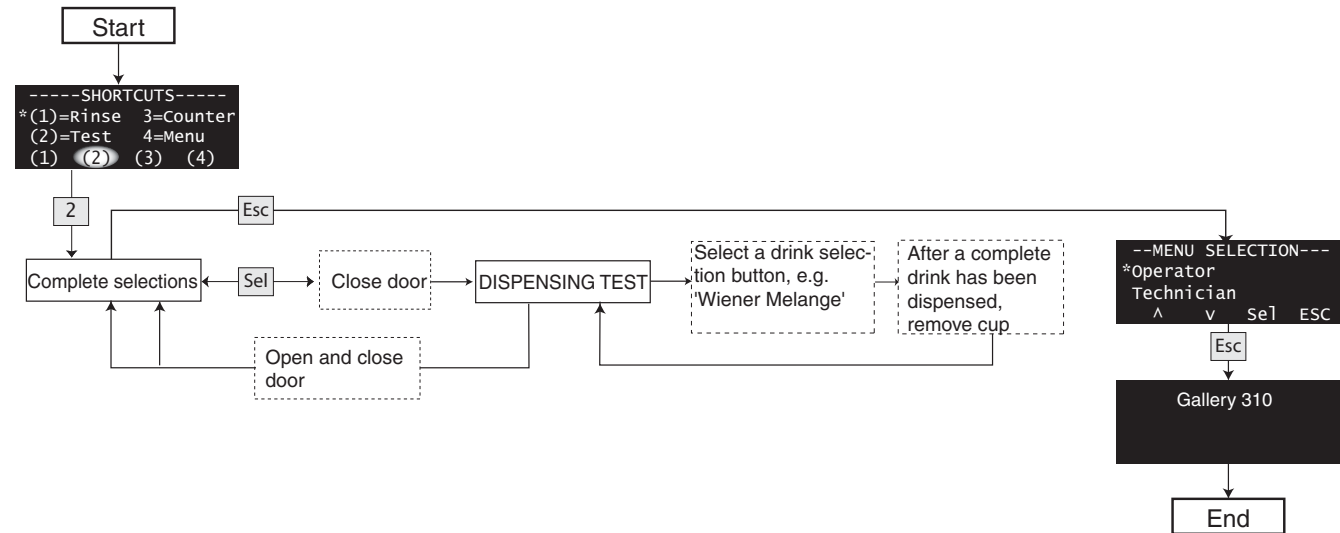 Start
-----SHORTCUTS-----
*(1)=Rinse 3=Counter
(2)=Test 4=Menu
(1) (2) (3) (4)
2
Esc
Complete selections
Sel
Close door
DISPENSING TEST
Select a drink selec-
tion button, e.g.
'Wiener Melange'
After a complete
drink has been
dispensed,
remove cup
Open and close
door
--MENU SELECTION---
*Operator
Technician
^ v Sel ESC
Esc
Gallery 310
End